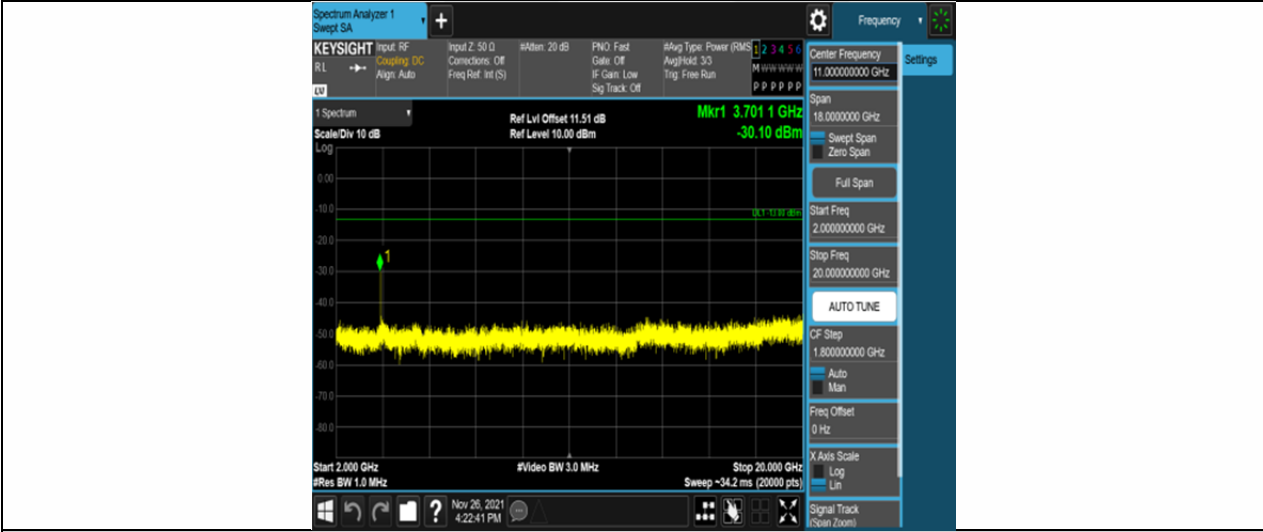 Spectrum Analyzer 1
Swept SA
+
Frequency
KEYSIGHT
RL
Input: RF
Coupling: DC
Align: Auto
Input Z: 50 Ω
Corrections: Off
Freq Ref: Int (S)
#Atten: 20 dB
PNO: Fast
Gate: Off
IF Gain: Low
Sig Track: Off
#Avg Type: Power (RMS
Avg|Hold: 3/3
Trig: Free Run
1 2 3 4 5 6
M W W W W W
P P P P P P
LV
1 Spectrum
Scale/Div 10 dB
Log
Ref Lvl Offset 11.51 dB
Ref Level 10.00 dBm
Mkr1 3.701 1 GHz
-30.10 dBm
0.00
-10.0
-20.0
-30.0
-40.0
-50.0
-60.0
-70.0
-80.0
DL1 -13.00 dBm
1
Start 2.000 GHz
#Res BW 1.0 MHz
#Video BW 3.0 MHz
Stop 20.000 GHz
Sweep ~34.2 ms (20000 pts)
Center Frequency
11.000000000 GHz
Settings
Span
18.0000000 GHz
Swept Span
Zero Span
Full Span
Start Freq
2.000000000 GHz
Stop Freq
20.000000000 GHz
AUTO TUNE
CF Step
1.800000000 GHz
Auto
Man
Freq Offset
0 Hz
X Axis Scale
Log
Lin
Signal Track
(Span Zoom)
?
Nov 26, 2021
4:22:41 PM